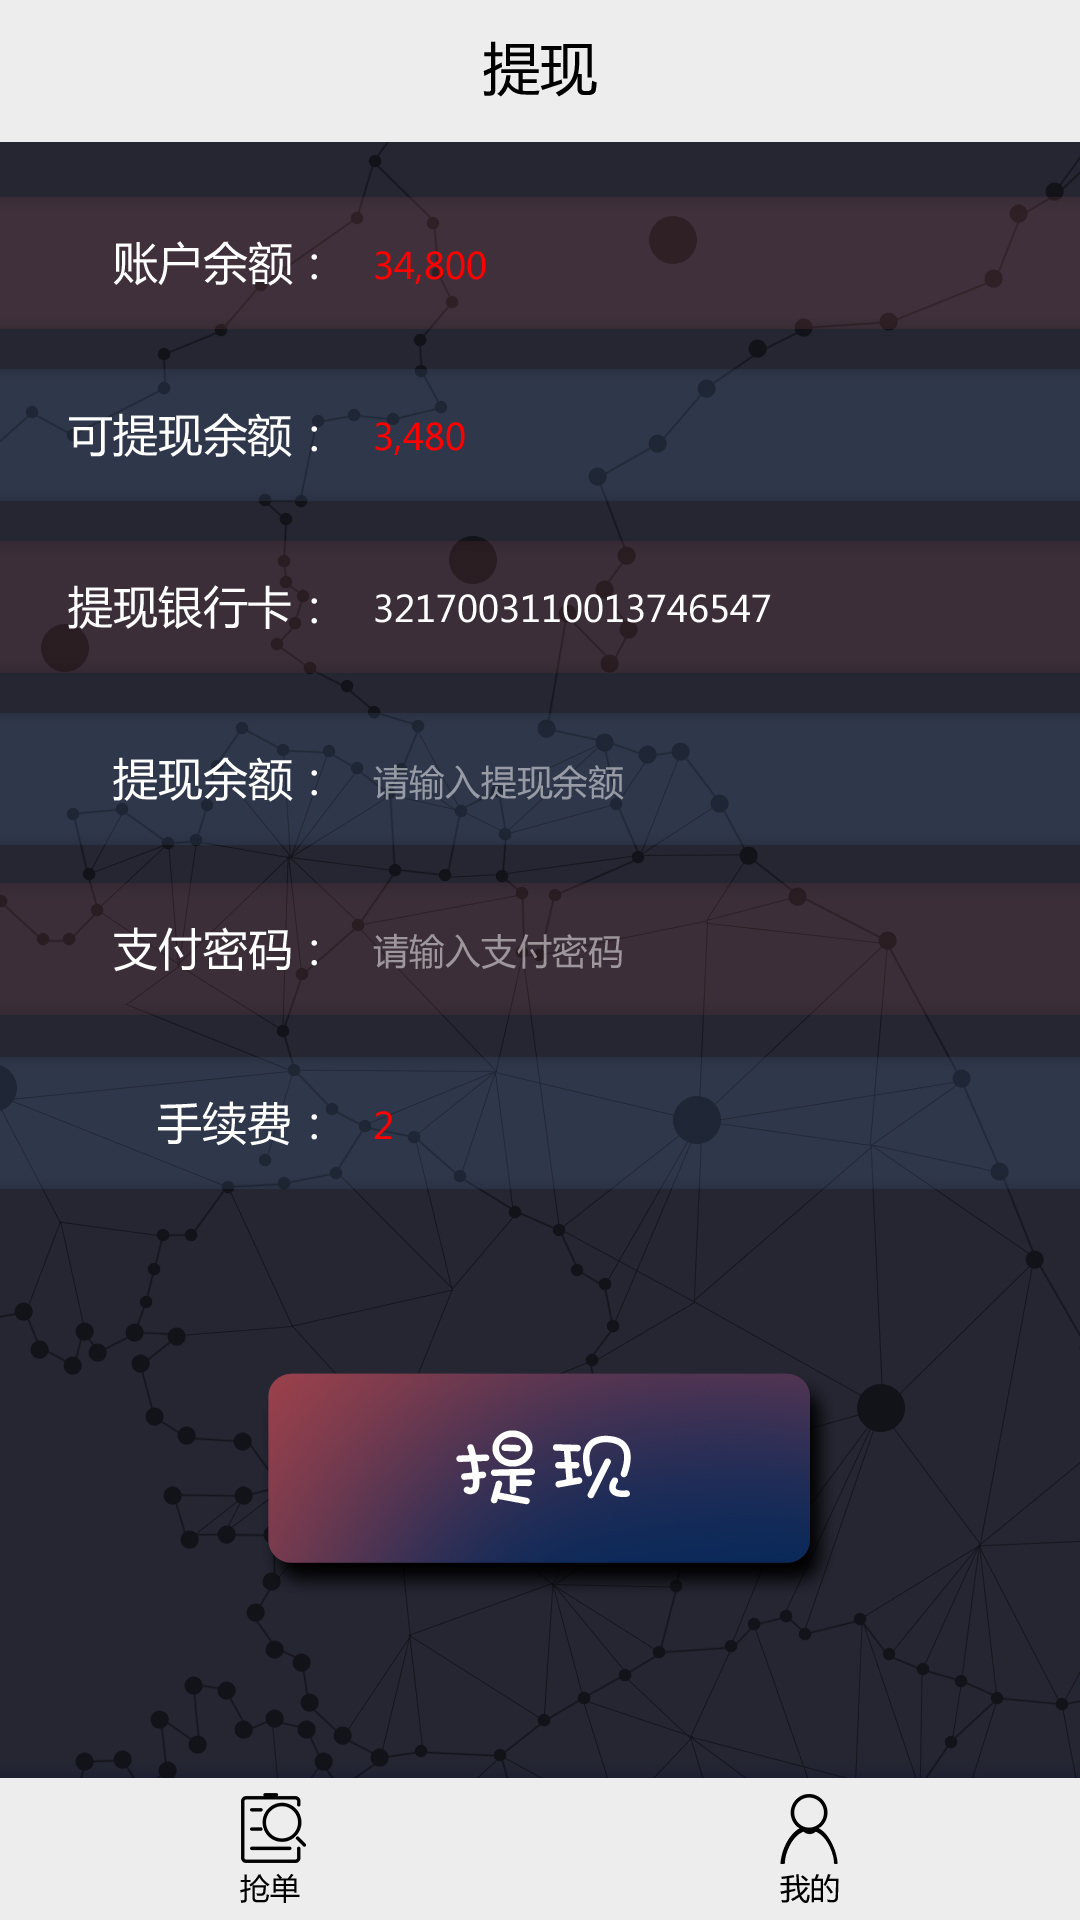 提现
账户余额： 34,800
可提现余额： 3,480
提现银行卡： 3217003110013746547
提现余额： 请输入提现余额
支付密码： 请输入支付密码
手续费： 2
提现
抢单 我的